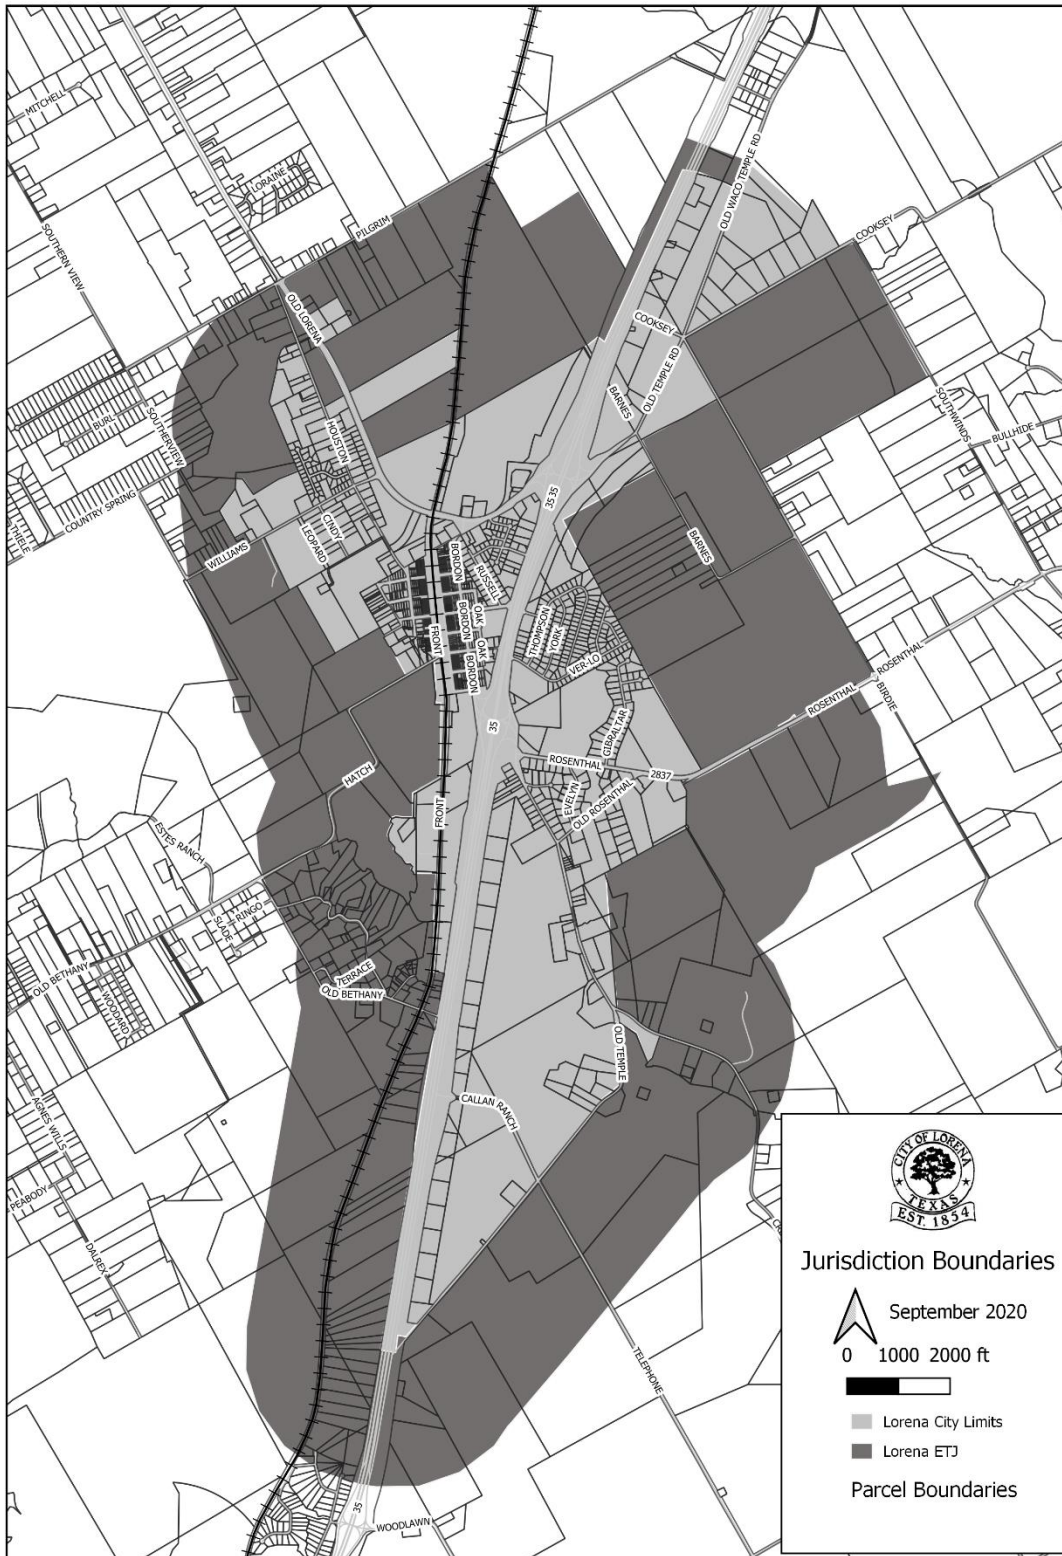 MITCHELL
LORAINE
PILGRIM
SOUTHERN VIEW
OLD LORENA
OLD WACO TEMPLE RD
COOKSEY
COOKSEY
OLD TEMPLE RD
BARNES
BURL
SOUTHERVIEW
HOUSTON
SOUTHWINDS
BULLHIDE
COUNTRY SPRING
THIELE
CINDY
LEOPARD
WILLIAMS
35 35
BARNES
BORDON
RUSSELL
OAK
BORDON
OAK
BORDON
FRONT
THOMPSON
YORK
VER-LO
ROSENTHAL
ROSENTHAL
BIRDIE
35
GIBRALTAR
ROSENTHAL
2837
HATCH
EVELYN
OLD ROSENTHAL
FRONT
ESTES RANCH
RINGO
SLADE
OLD BETHANY
WOODARD
TERRACE
OLD BETHANY
OLD TEMPLE
CALLAN RANCH
AGNES WILLS
PEABODY
DALREX
TELEPHONE
35
WOODLAWN
CITY OF LORENA
TEXAS
EST. 1854
Jurisdiction Boundaries
September 2020
0 1000 2000 ft
Lorena City Limits
Lorena ETJ
Parcel Boundaries